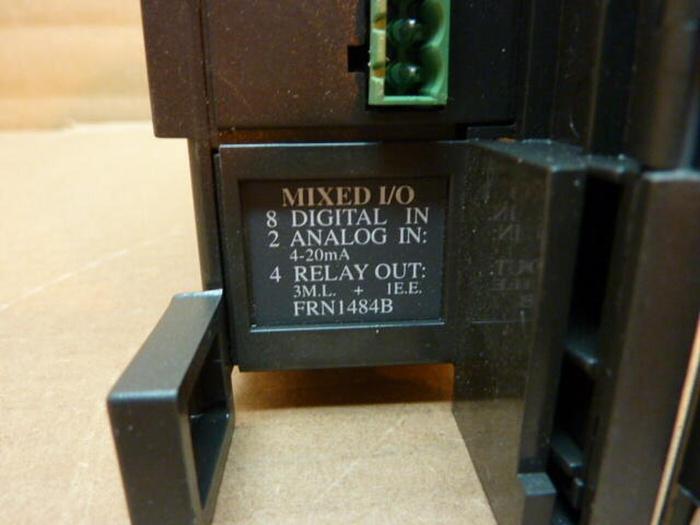 MIXED I/O
8 DIGITAL IN
2 ANALOG IN:
4-20mA
4 RELAY OUT:
3M.L. + 1E.E.
FRN1484B